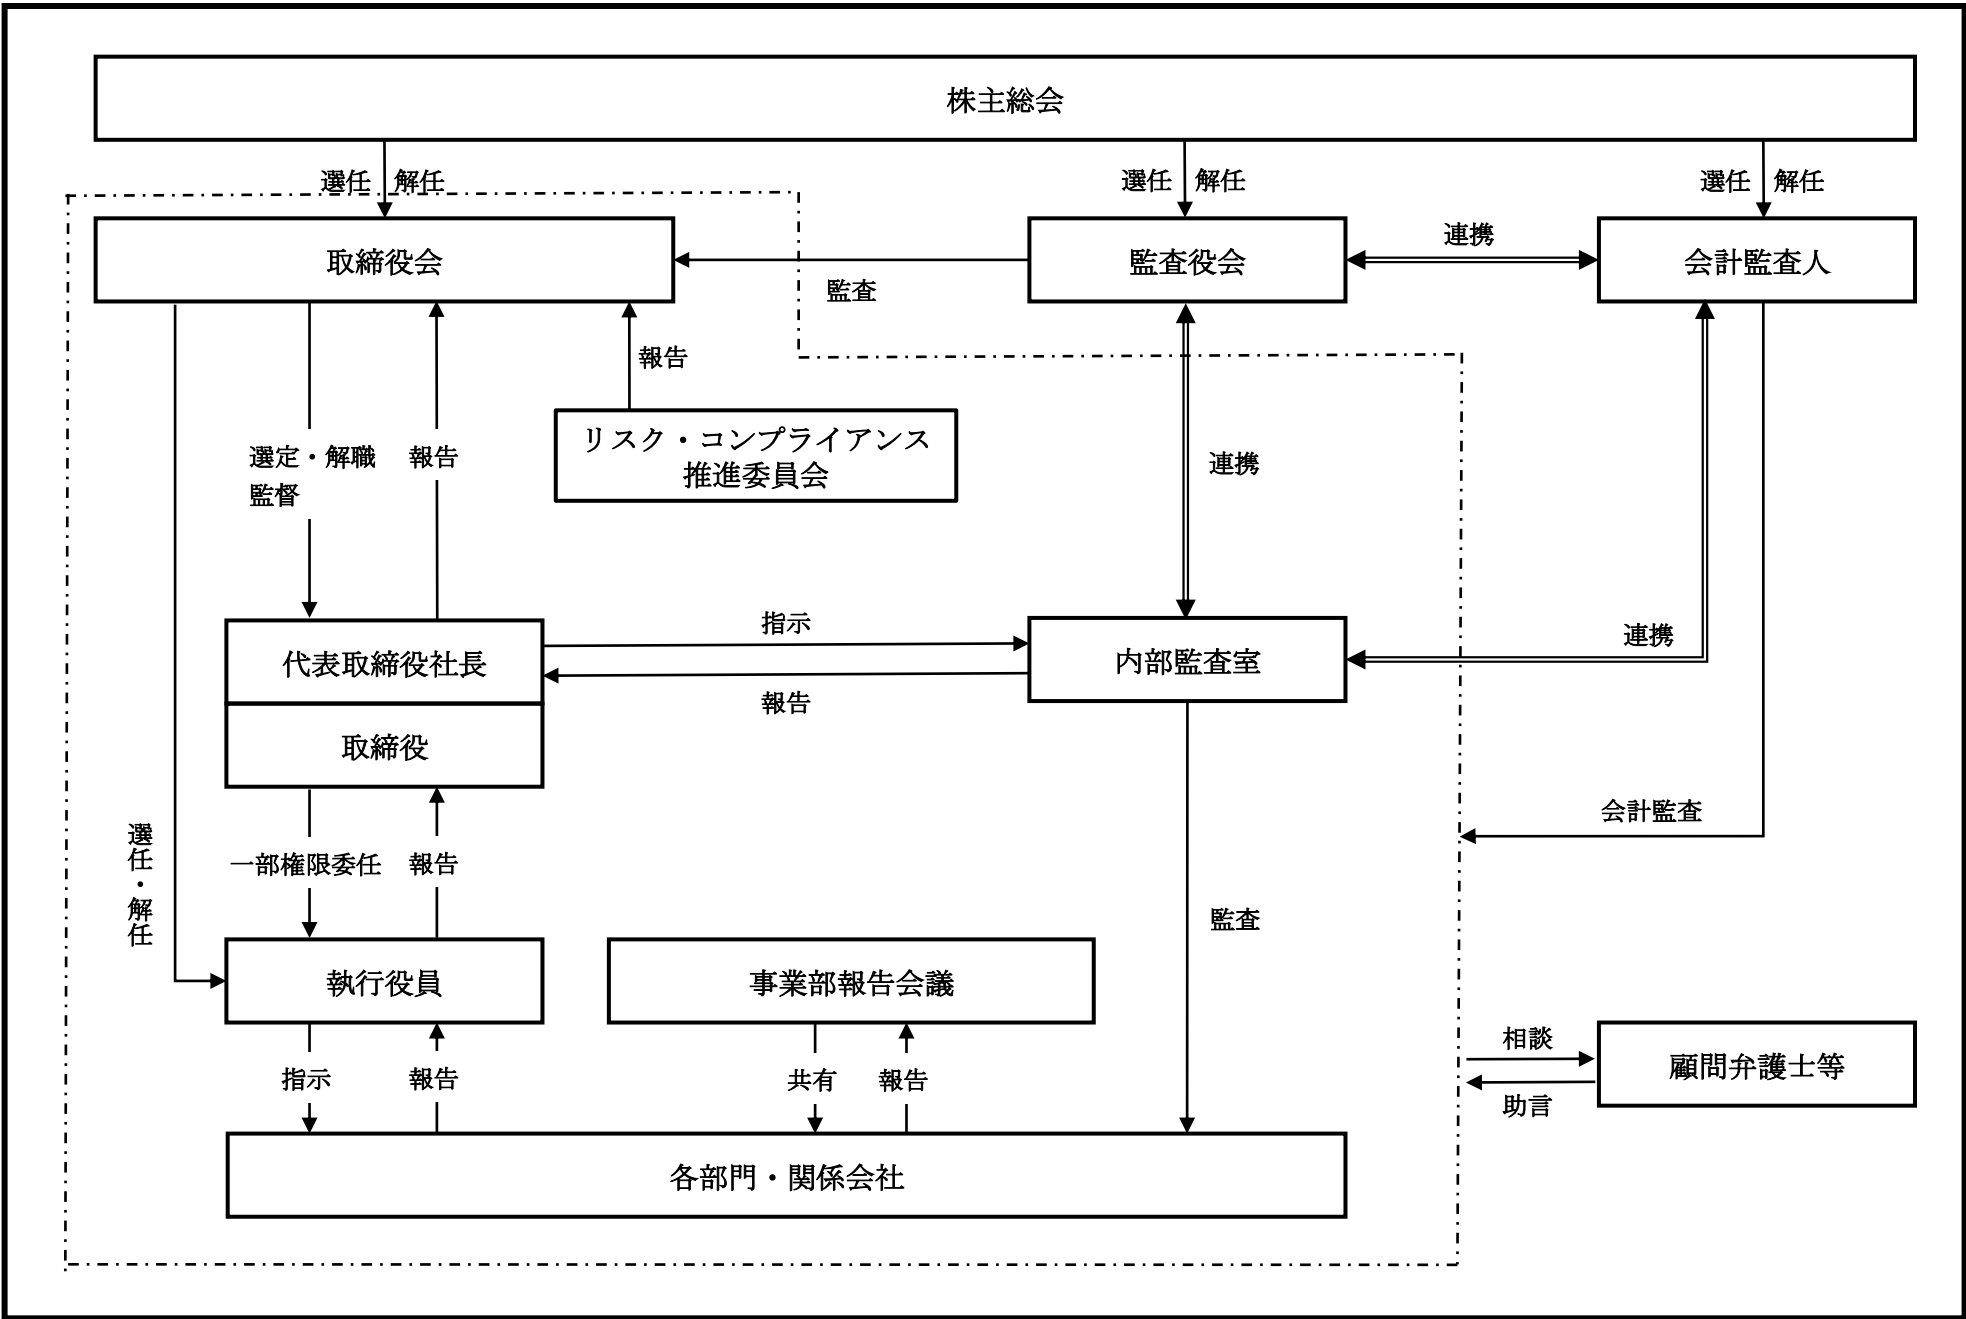 株主総会
選任 解任
選任 解任
選任 解任
取締役会
監査役会
会計監査人
連携
監査
報告
リスク・コンプライアンス
推進委員会
選定・解職
監督
報告
連携
指示
代表取締役社長
内部監査室
連携
報告
取締役
会計監査
選任・解任
一部権限委任
報告
監査
執行役員
事業部報告会議
相談
顧問弁護士等
助言
指示
報告
共有
報告
各部門・関係会社